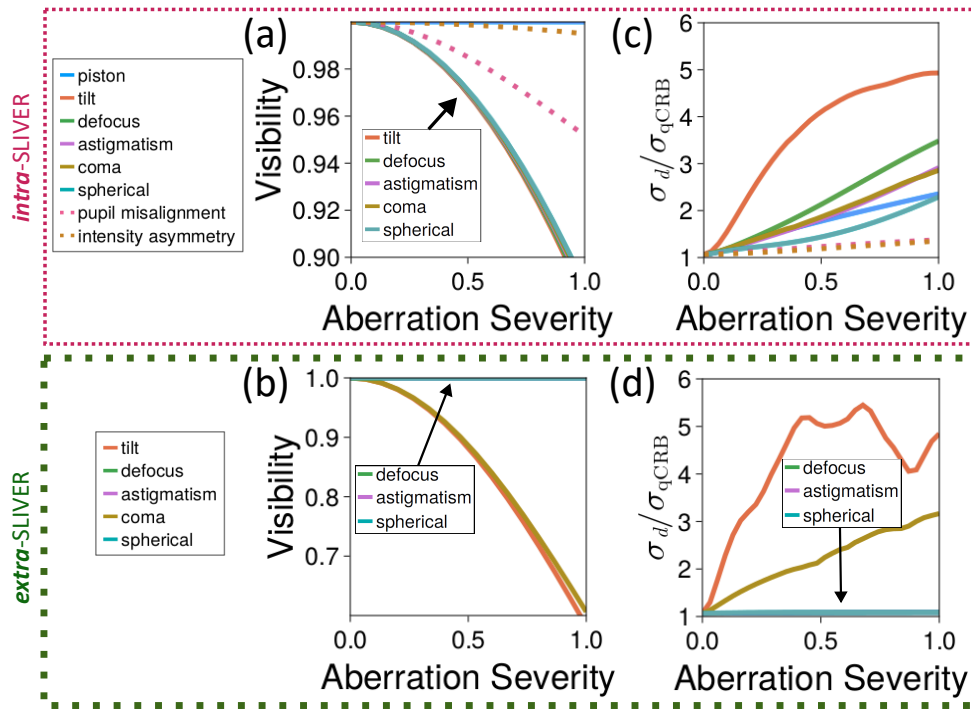 intra-SLIVER
piston
tilt
defocus
astigmatism
coma
spherical
pupil misalignment
intensity asymmetry
(a)
Visibility
0.98
0.96
0.94
0.92
0.90
tilt
defocus
astigmatism
coma
spherical
0.0 0.5 1.0
Aberration Severity
(c)
σd/σqCRB
6
5
4
3
2
1
0.0 0.5 1.0
Aberration Severity
extra-SLIVER
tilt
defocus
astigmatism
coma
spherical
(b)
Visibility
1.0
0.9
0.8
0.7
defocus
astigmatism
spherical
0.0 0.5 1.0
Aberration Severity
(d)
σd/σqCRB
6
5
4
3
2
1
defocus
astigmatism
spherical
0.0 0.5 1.0
Aberration Severity